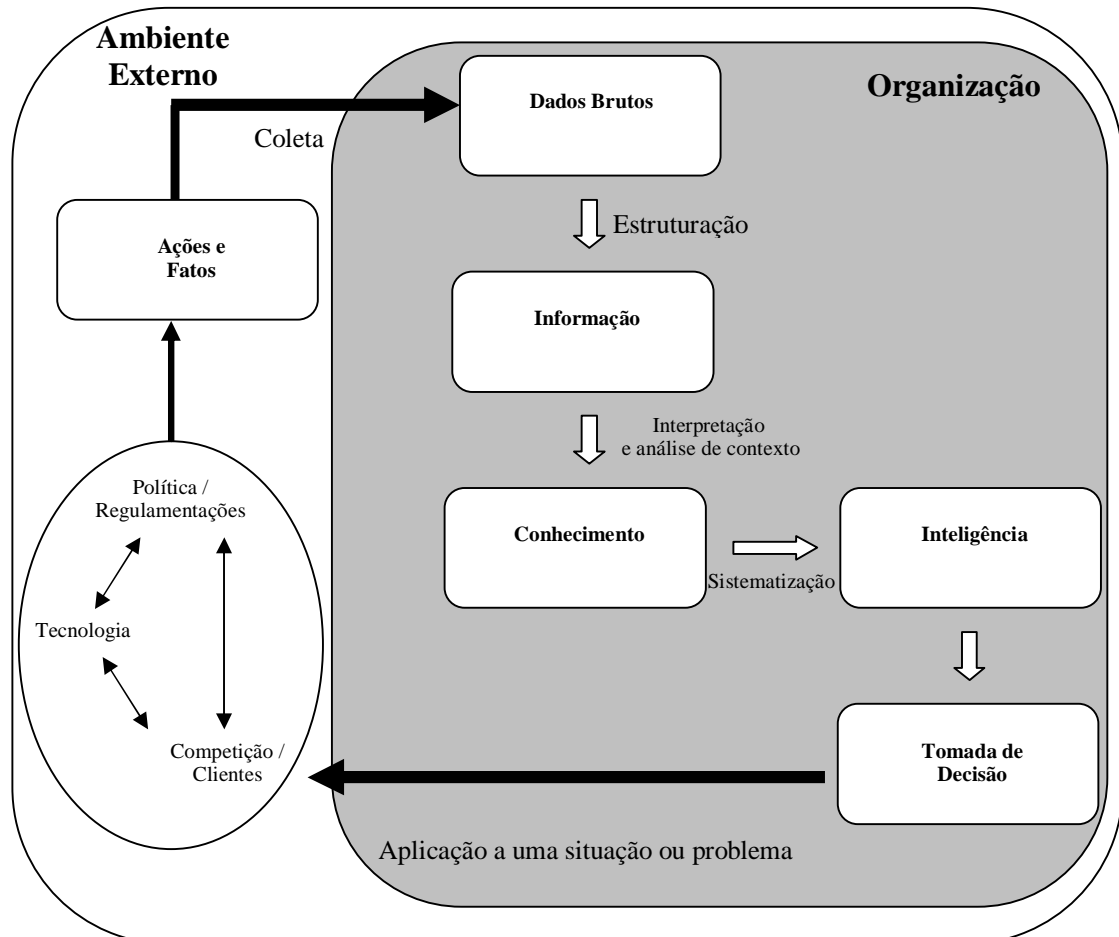 Ambiente
Externo
Organização
Dados Brutos
Coleta
Estruturação
Ações e
Fatos
Informação
Interpretação
e análise de contexto
Política /
Regulamentações
Conhecimento
Inteligência
Sistematização
Tecnologia
Competição /
Clientes
Tomada de
Decisão
Aplicação a uma situação ou problema